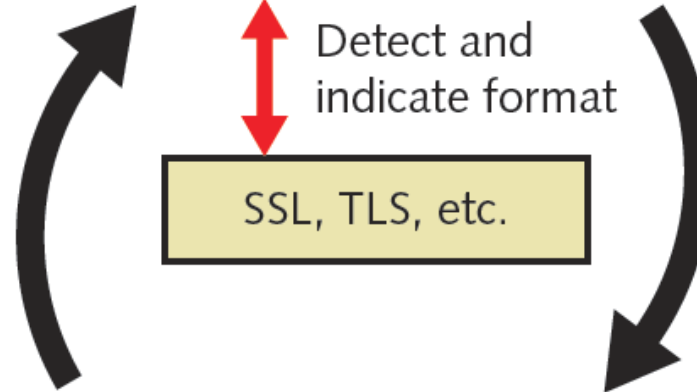 Detect and
indicate format
SSL, TLS, etc.